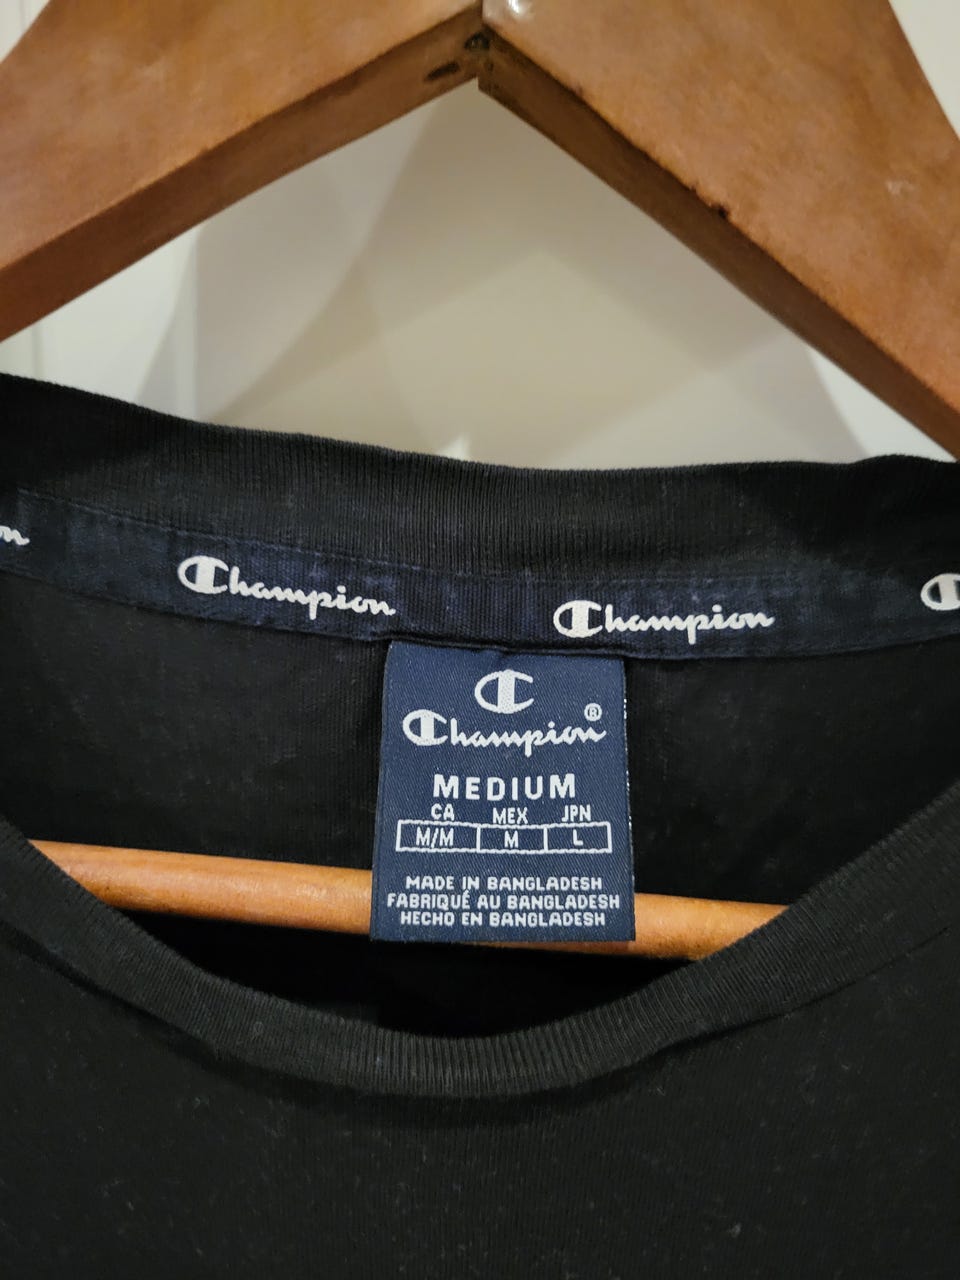 Champion
Champion
Champion®
MEDIUM
CA MEX JPN
M/M M L
MADE IN BANGLADESH
FABRIQUÉ AU BANGLADESH
HECHO EN BANGLADESH